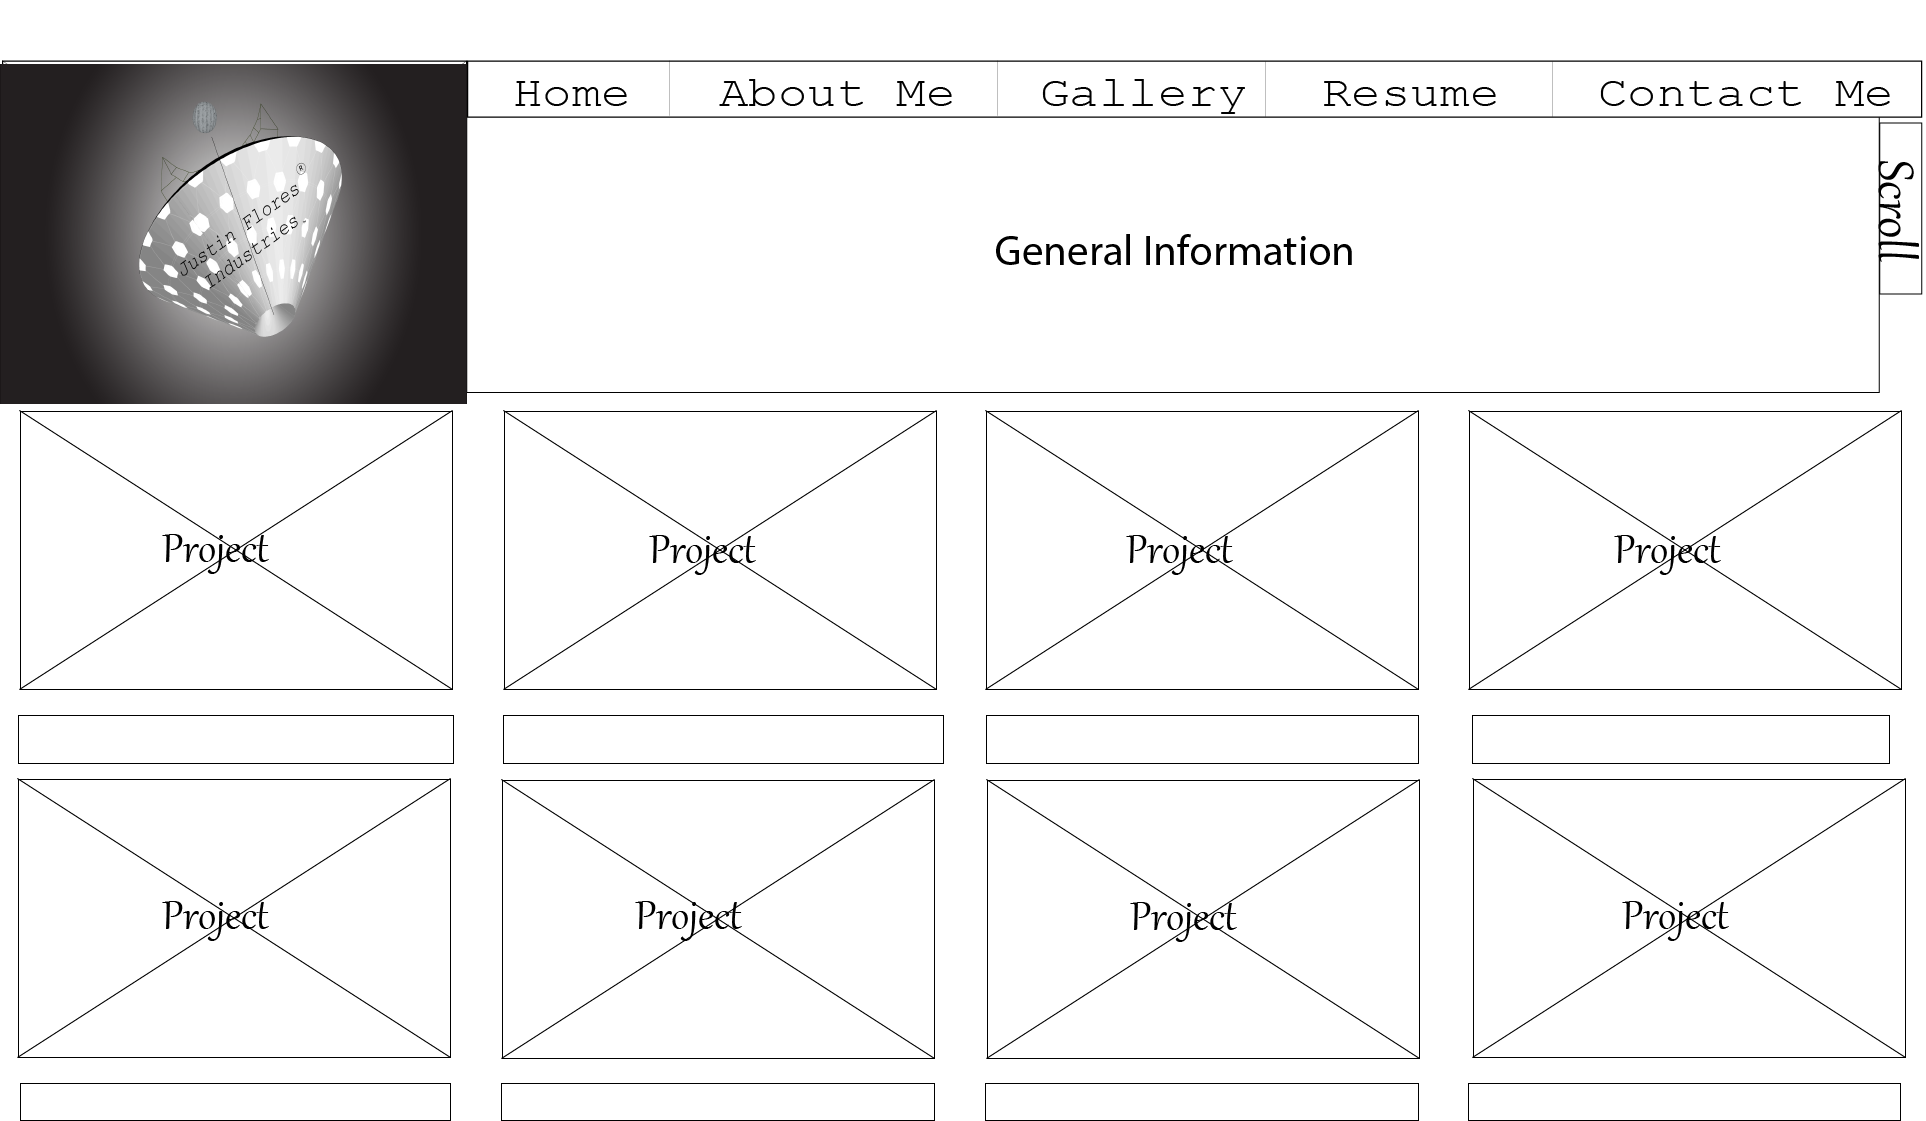 Home About Me Gallery Resume Contact Me
Justin Flores®
Industries.
General Information
Scroll
Project Project Project Project
Project Project Project Project